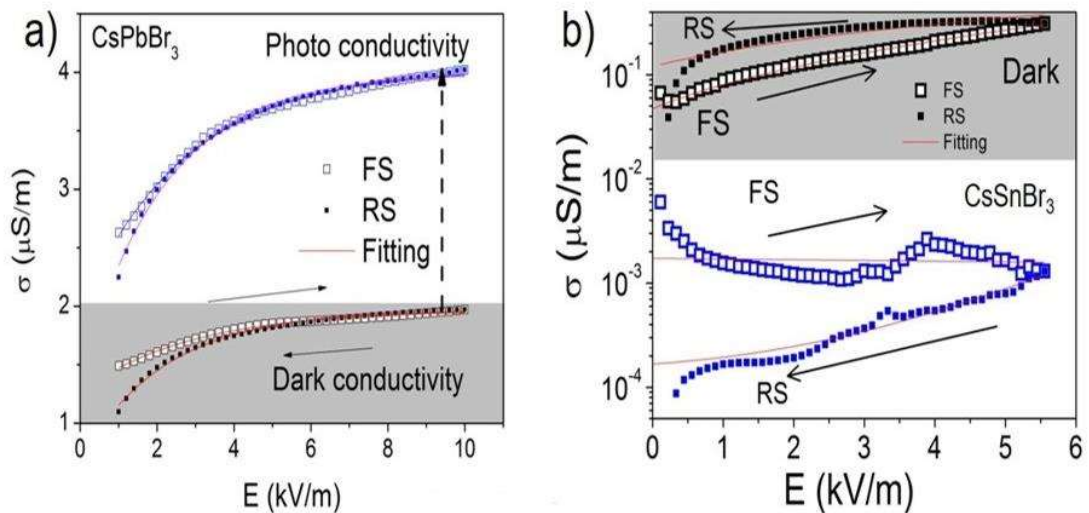 a)
CsPbBr₃
Photo conductivity
FS
RS
Fitting
Dark conductivity
σ (μS/m)
4
3
2
1
0 2 4 6 8 10
E (kV/m)
b)
RS
Dark
FS
FS
RS
Fitting
FS
CsSnBr₃
RS
σ (μS/m)
10⁻¹
10⁻²
10⁻³
10⁻⁴
0 1 2 3 4 5 6
E (kV/m)